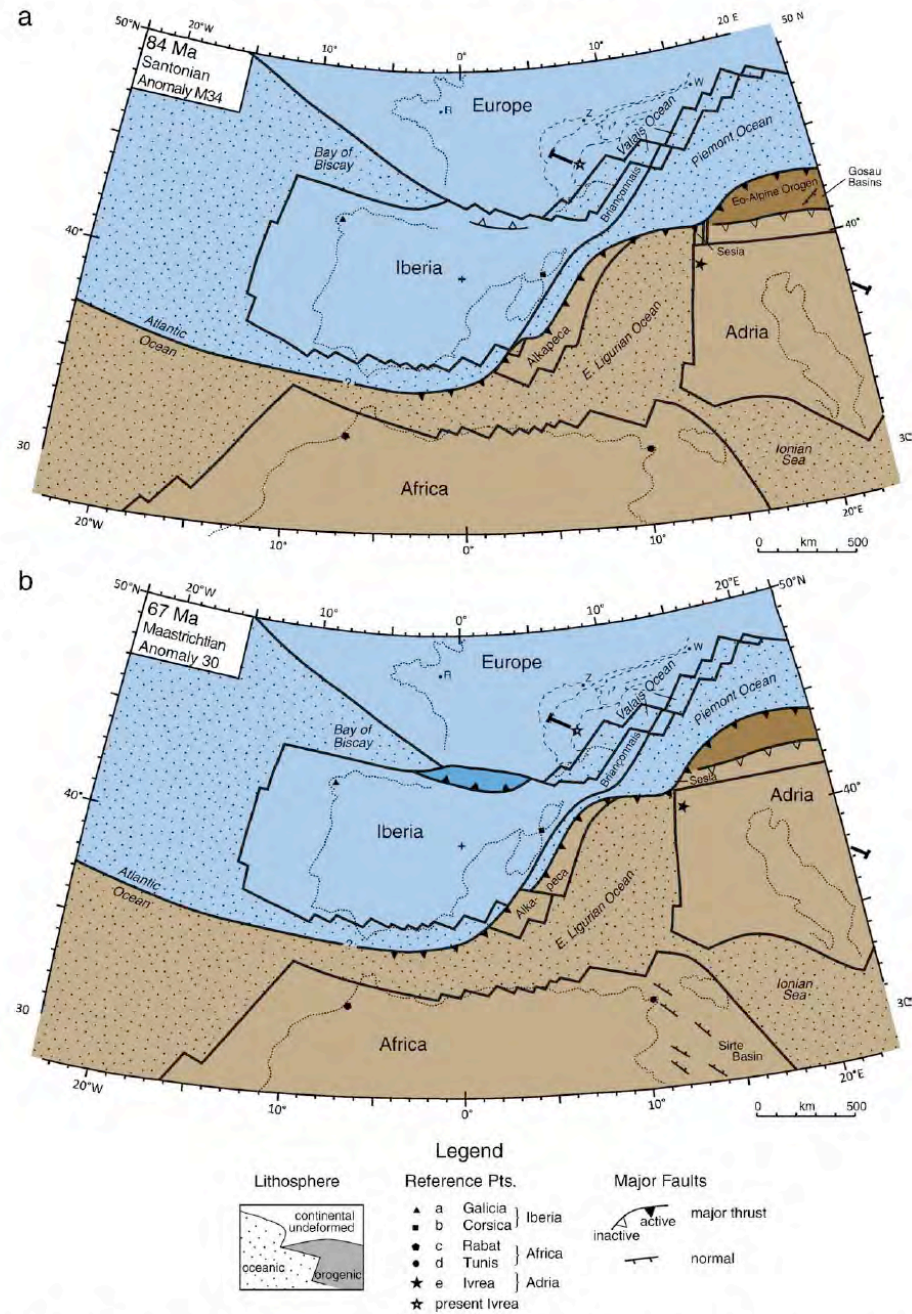 a
84 Ma
Santonian
Anomaly M34
50°N
20°W
10°
0°
10°
20 E
50 N
Europe
R
Z
W
Valais Ocean
Piemont Ocean
Bay of
Biscay
Briançonnais
Eo-Alpine Orogen
Gosau
Basins
40°
40°
Iberia
Sesia
Adria
Alkapeca
E. Ligurian Ocean
Atlantic
Ocean
?
30
30
Ionian
Sea
Africa
20°W
10°
0°
10°
20°E
0 km 500
b
67 Ma
Maastrichtian
Anomaly 30
50°N
20°W
10°
0°
10°
20°E
50°N
Europe
R
Z
W
Valais Ocean
Piemont Ocean
Bay of
Biscay
Briançonnais
Sesia
40°
40°
Adria
Iberia
Alka-
peca
E. Ligurian Ocean
Atlantic
Ocean
?
30
30
Ionian
Sea
Sirte
Basin
Africa
20°W
10°
0°
10°
20°E
0 km 500
Legend
Lithosphere
continental
undeformed
oceanic
orogenic
Reference Pts.
a Galicia
b Corsica
Iberia
c Rabat
d Tunis
Africa
e Ivrea
Adria
present Ivrea
Major Faults
inactive
active
major thrust
normal